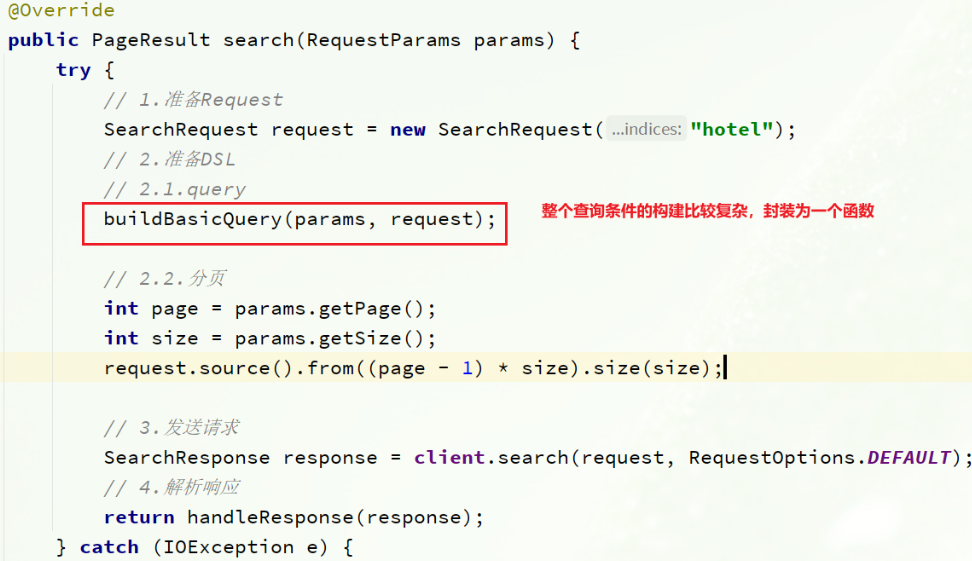 @Override
public PageResult search(RequestParams params) {
try {
// 1.准备Request
SearchRequest request = new SearchRequest( ...indices: "hotel");
// 2.准备DSL
// 2.1.query
buildBasicQuery(params, request);
整个查询条件的构建比较复杂，封装为一个函数
// 2.2.分页
int page = params.getPage();
int size = params.getSize();
request.source().from((page - 1) * size).size(size);
// 3.发送请求
SearchResponse response = client.search(request, RequestOptions.DEFAULT);
// 4.解析响应
return handleResponse(response);
} catch (IOException e) {